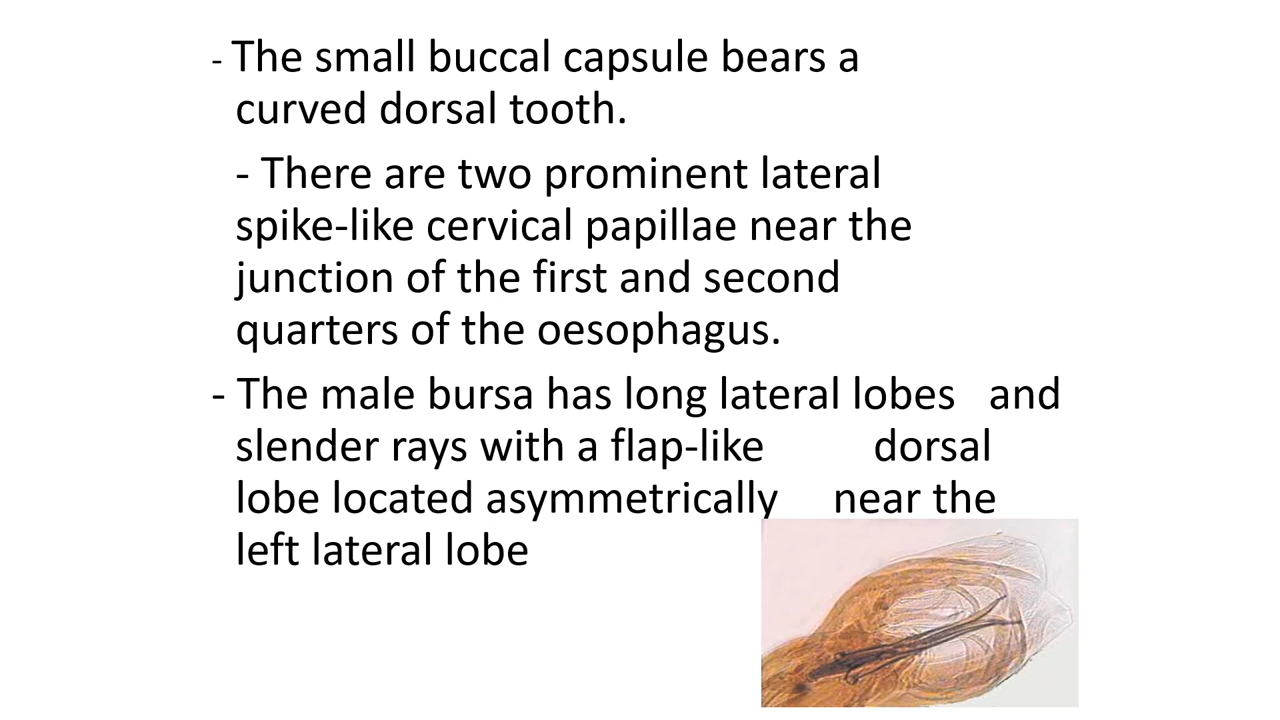 - The small buccal capsule bears a
curved dorsal tooth.
- There are two prominent lateral
spike-like cervical papillae near the
junction of the first and second
quarters of the oesophagus.
- The male bursa has long lateral lobes and
slender rays with a flap-like dorsal
lobe located asymmetrically near the
left lateral lobe